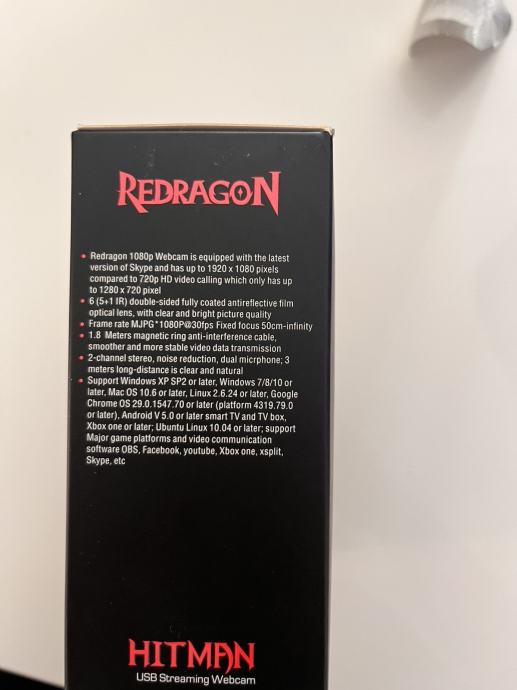 REDRAGON
• Redragon 1080p Webcam is equipped with the latest
version of Skype and has up to 1920 x 1080 pixels
compared to 720p HD video calling which only has up
to 1280 x 720 pixel
• 6 (5+1 IR) double-sided fully coated antireflective film
optical lens, with clear and bright picture quality
• Frame rate MJPG*1080P@30fps Fixed focus 50cm-infinity
• 1.8 Meters magnetic ring anti-interference cable,
smoother and more stable video data transmission
• 2-channel stereo, noise reduction, dual mircphone; 3
meters long-distance is clear and natural
• Support Windows XP SP2 or later, Windows 7/8/10 or
later, Mac OS 10.6 or later, Linux 2.6.24 or later, Google
Chrome OS 29.0.1547.70 or later (platform 4319.79.0
or later), Android V 5.0 or later smart TV and TV box,
Xbox one or later; Ubuntu Linux 10.04 or later; support
Major game platforms and video communication
software OBS, Facebook, youtube, Xbox one, xsplit,
Skype, etc
HITMAN
USB Streaming Webcam